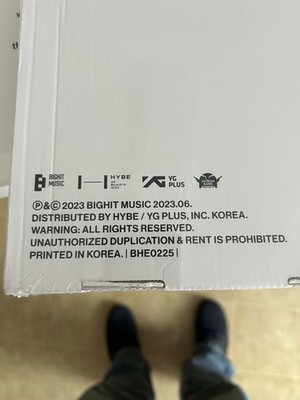 BIGHIT
MUSIC
HYBE
YG
PLUS
Ⓟ&© 2023 BIGHIT MUSIC 2023.06.
DISTRIBUTED BY HYBE / YG PLUS, INC. KOREA.
WARNING: ALL RIGHTS RESERVED.
UNAUTHORIZED DUPLICATION & RENT IS PROHIBITED.
PRINTED IN KOREA. | BHE0225 |